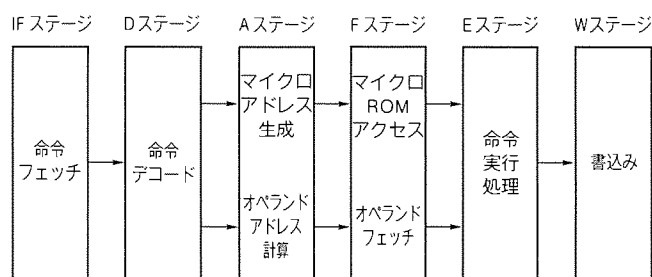 IFステージ
Dステージ
Aステージ
Fステージ
Eステージ
Wステージ
命令
フェッチ
命令
デコード
マイクロ
アドレス
生成
オペランド
アドレス
計算
マイクロ
ROM
アクセス
オペランド
フェッチ
命令
実行
処理
書込み